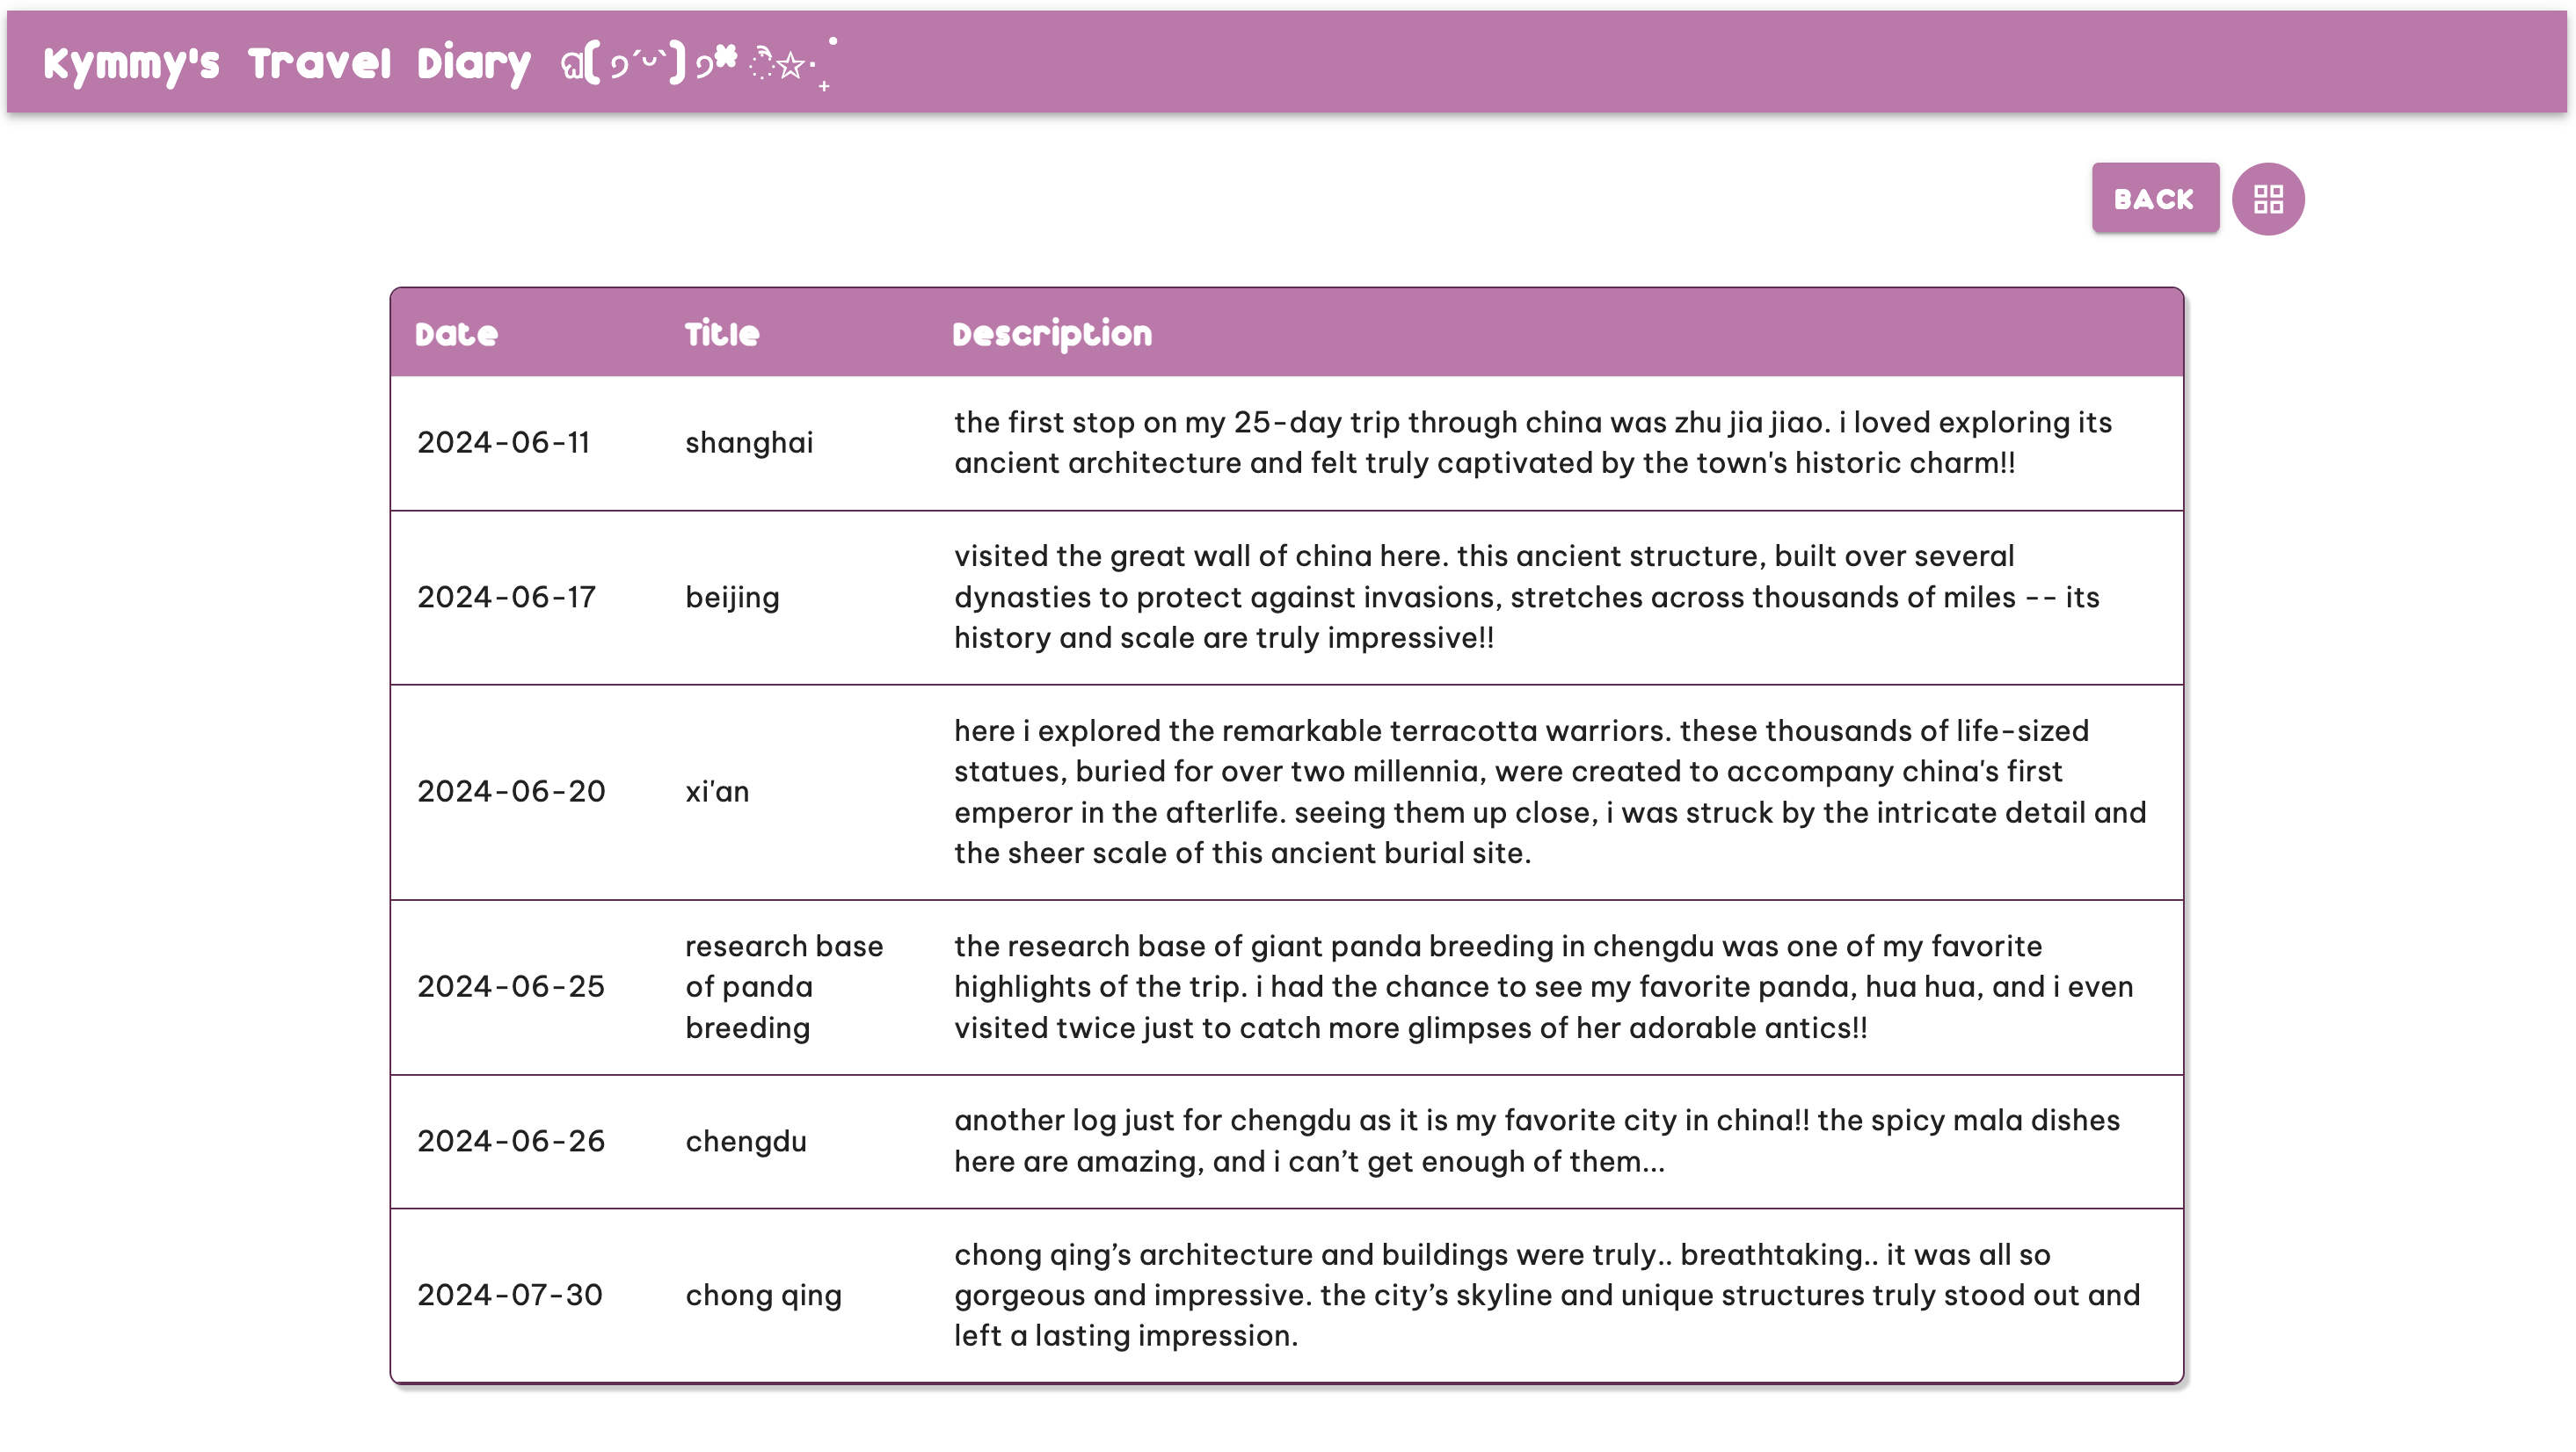 Kymmy's Travel Diary ଘ(੭ˊᵕˋ)੭* ੈ✩‧₊˚
BACK
Date Title Description
2024-06-11 shanghai the first stop on my 25-day trip through china was zhu jia jiao. i loved exploring its
ancient architecture and felt truly captivated by the town's historic charm!!
2024-06-17 beijing visited the great wall of china here. this ancient structure, built over several
dynasties to protect against invasions, stretches across thousands of miles -- its
history and scale are truly impressive!!
2024-06-20 xi'an here i explored the remarkable terracotta warriors. these thousands of life-sized
statues, buried for over two millennia, were created to accompany china's first
emperor in the afterlife. seeing them up close, i was struck by the intricate detail and
the sheer scale of this ancient burial site.
2024-06-25 research base of panda breeding the research base of giant panda breeding in chengdu was one of my favorite
highlights of the trip. i had the chance to see my favorite panda, hua hua, and i even
visited twice just to catch more glimpses of her adorable antics!!
2024-06-26 chengdu another log just for chengdu as it is my favorite city in china!! the spicy mala dishes
here are amazing, and i can’t get enough of them...
2024-07-30 chong qing chong qing’s architecture and buildings were truly.. breathtaking.. it was all so
gorgeous and impressive. the city’s skyline and unique structures truly stood out and
left a lasting impression.